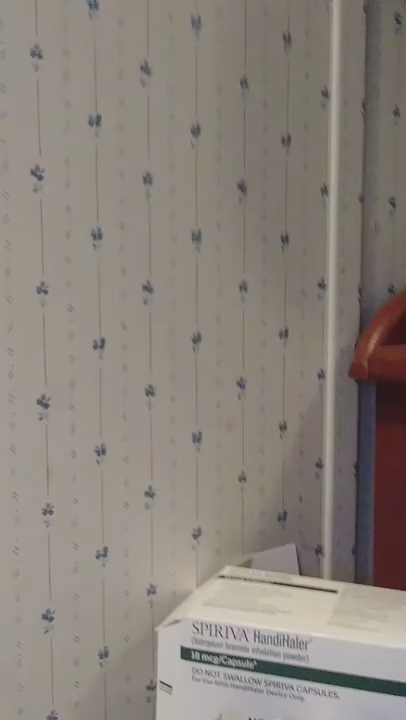 SPIRIVA HandiHaler
(tiotropium bromide inhalation powder)
18 mcg/Capsule*
DO NOT SWALLOW SPIRIVA CAPSULES.
For Use With HandiHaler Device Only.